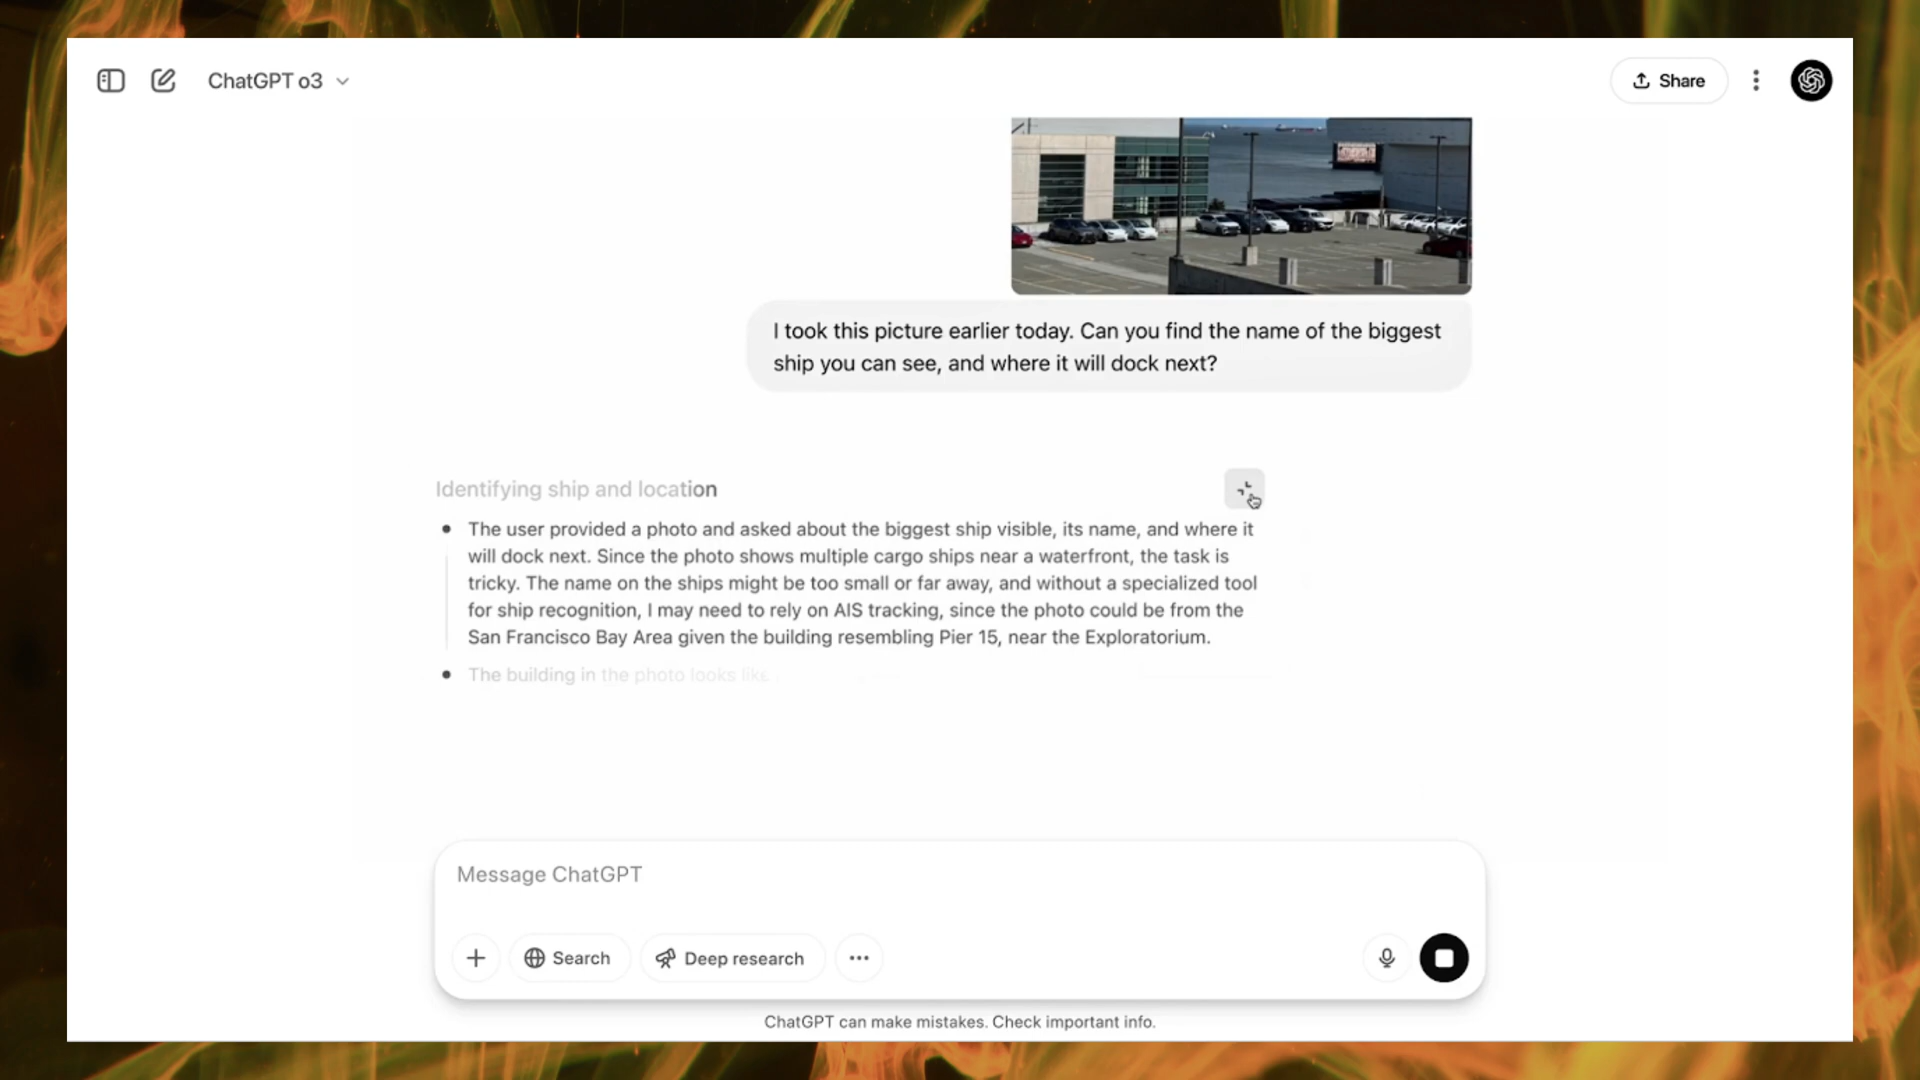 ChatGPT o3
Share
I took this picture earlier today. Can you find the name of the biggest
ship you can see, and where it will dock next?
Identifying ship and location
The user provided a photo and asked about the biggest ship visible, its name, and where it
will dock next. Since the photo shows multiple cargo ships near a waterfront, the task is
tricky. The name on the ships might be too small or far away, and without a specialized tool
for ship recognition, I may need to rely on AIS tracking, since the photo could be from the
San Francisco Bay Area given the building resembling Pier 15, near the Exploratorium.
The building in the photo looks like
Message ChatGPT
Search
Deep research
ChatGPT can make mistakes. Check important info.